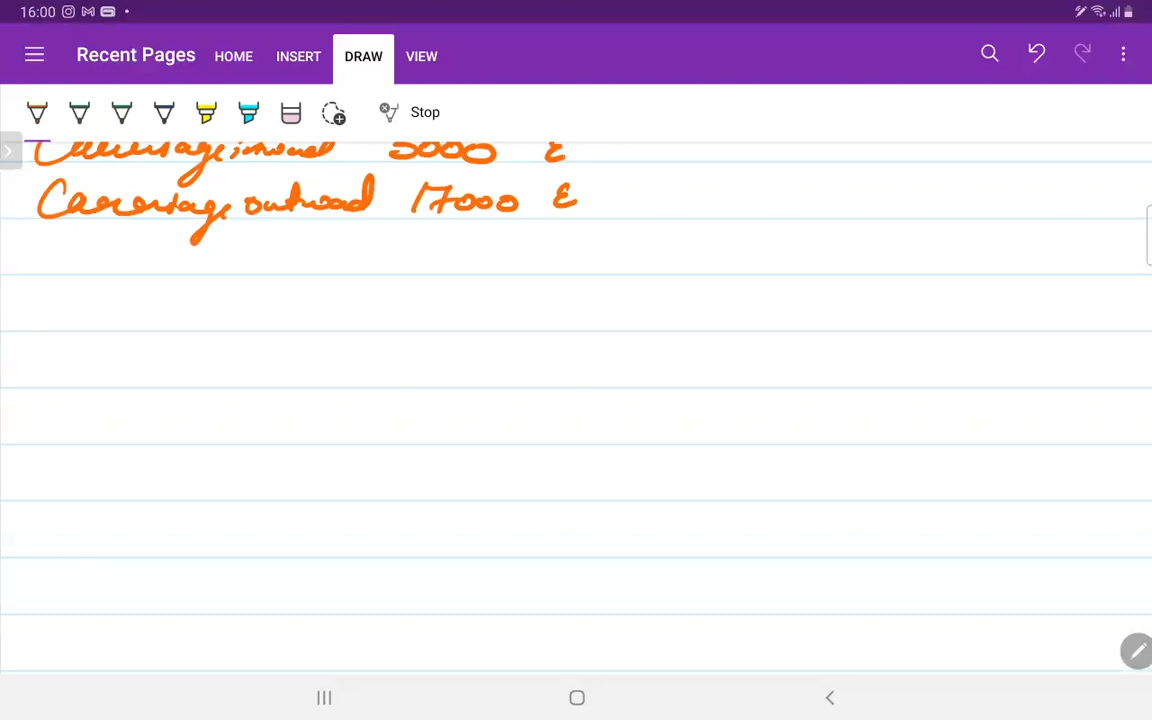 16:00
Recent Pages HOME INSERT DRAW VIEW
Stop
Carriage inward 5000 E
Carriage outward 17000 E